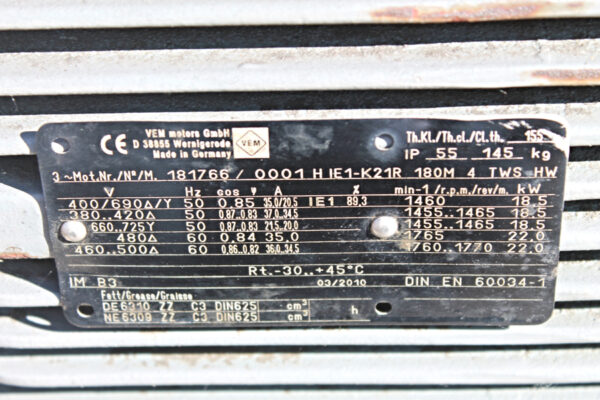 VEM motors GmbH
CE D 38855 Wernigerode VEM Th.Kl./Th.cl./Cl.th. 155
Made in Germany IP 55 145 kg
3~Mot.Nr./N°/M. 181766 / 0001 H IE1-K21R 180M 4 TWS HW
V Hz cos φ A % min-1/r.p.m./rev/m. kW
400/690Δ/Y 50 0.85 35,0/20,5 IE1 89,3 1460 18.5
380..420Δ 50 0.87..0.83 37.0..34.5 1455..1465 18.5
660..725Y 50 0.87..0.83 21.5..20.0 1455..1465 18.5
480Δ 60 0.84 35.0 1765 22.0
460..500Δ 60 0.86..0.82 36.0..34.5 1760..1770 22.0
Rt.-30..+45°C
IM B3 03/2010 DIN EN 60034-1
Fett/Grease/Graisse
DE6310 ZZ C3 DIN625 cm³ h
NE6309 ZZ C3 DIN625 cm³